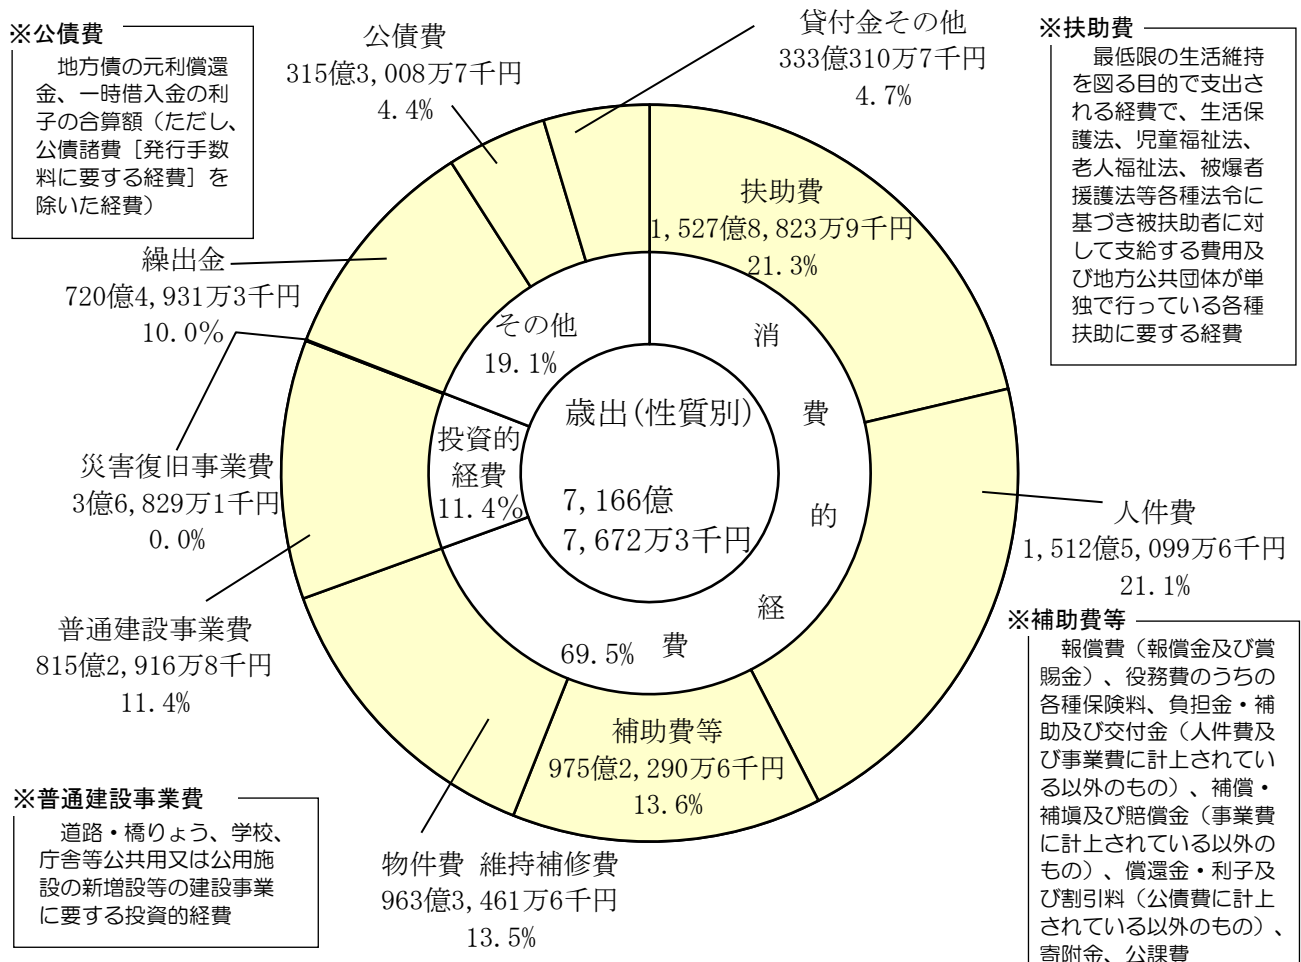 ※公債費
地方債の元利償還
金、一時借入金の利
子の合算額（ただし、
公債諸費［発行手数
料に要する経費］を
除いた経費）
公債費
315億3,008万7千円
4.4%
貸付金その他
333億310万7千円
4.7%
※扶助費
最低限の生活維持
を図る目的で支出さ
れる経費で、生活保
護法、児童福祉法、
老人福祉法、被爆者
援護法等各種法令に
基づき被扶助者に対
して支給する費用及
び地方公共団体が単
独で行っている各種
扶助に要する経費
扶助費
1,527億8,823万9千円
21.3%
繰出金
720億4,931万3千円
10.0%
その他
19.1%
消費的経費
69.5%
歳出(性質別)
7,166億
7,672万3千円
投資的
経費
11.4%
災害復旧事業費
3億6,829万1千円
0.0%
人件費
1,512億5,099万6千円
21.1%
普通建設事業費
815億2,916万8千円
11.4%
補助費等
975億2,290万6千円
13.6%
物件費 維持補修費
963億3,461万6千円
13.5%
※普通建設事業費
道路・橋りょう、学校、
庁舎等公共用又は公用施
設の新増設等の建設事業
に要する投資的経費
※補助費等
報償費（報償金及び賞
賜金）、役務費のうちの
各種保険料、負担金・補
助及び交付金（人件費及
び事業費に計上されてい
る以外のもの）、補償・
補塡及び賠償金（事業費
に計上されている以外の
もの）、償還金・利子及
び割引料（公債費に計上
されている以外のもの）、
寄附金、公課費